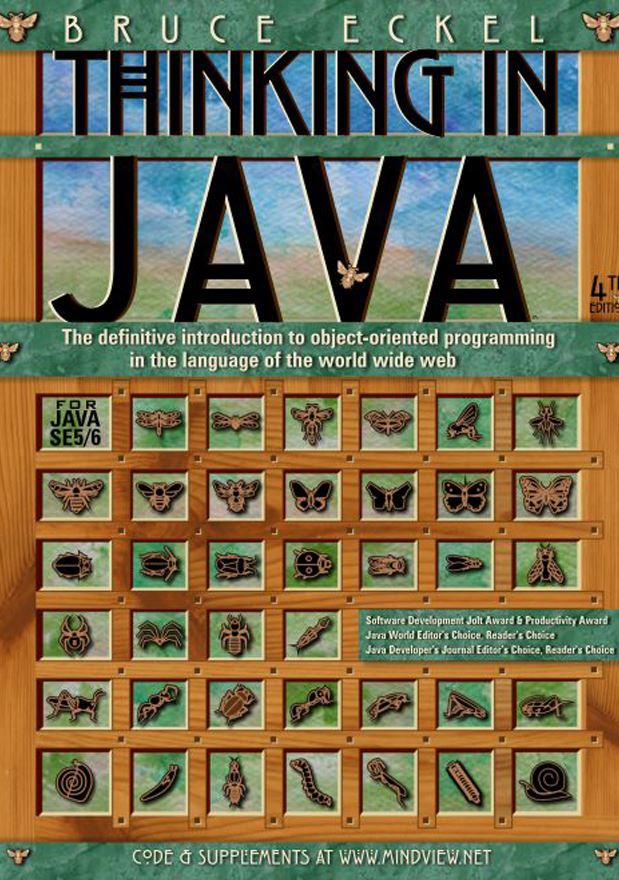 BRUCE ECKEL
THINKING IN
JAVA
4TH
EDITION
The definitive introduction to object-oriented programming
in the language of the world wide web
FOR
JAVA
SE5/6
Software Development Jolt Award & Productivity Award
Java World Editor's Choice, Reader's Choice
Java Developer's Journal Editor's Choice, Reader's Choice
CODE & SUPPLEMENTS AT WWW.MINDVIEW.NET